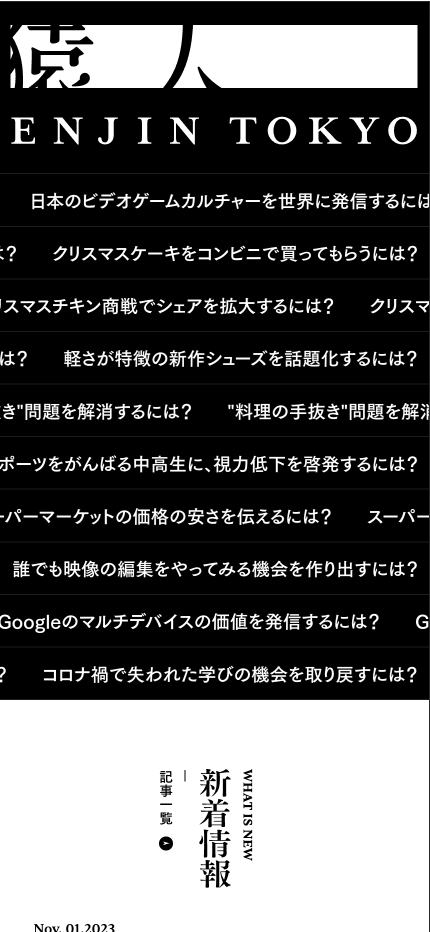 猿人
ENJIN TOKYO
日本のビデオゲームカルチャーを世界に発信するには
は？ クリスマスケーキをコンビニで買ってもらうには？
リスマスチキン商戦でシェアを拡大するには？ クリスマ
は？ 軽さが特徴の新作シューズを話題化するには？
き"問題を解消するには？ "料理の手抜き"問題を解消
ポーツをがんばる中高生に、視力低下を啓発するには？
ーパーマーケットの価格の安さを伝えるには？ スーパー
誰でも映像の編集をやってみる機会を作り出すには？
Googleのマルチデバイスの価値を発信するには？ G
？ コロナ禍で失われた学びの機会を取り戻すには？
WHAT IS NEW
新着情報
記事一覧
Nov. 01.2023